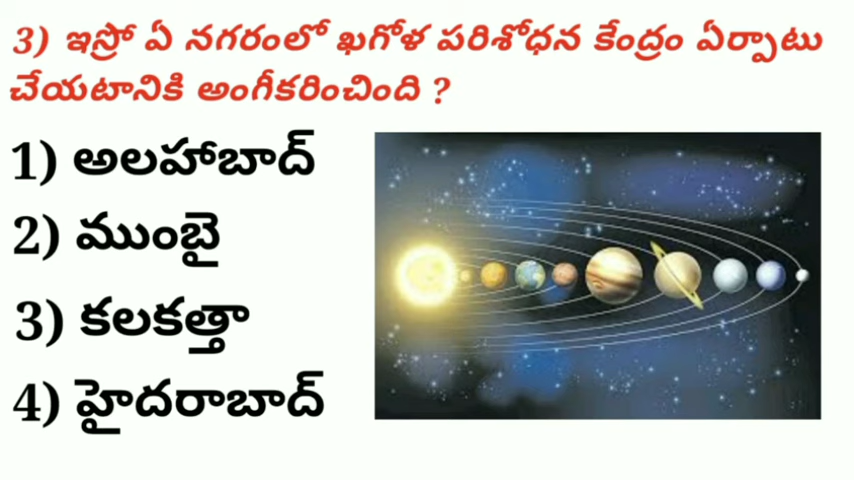 3) ఇస్రో ఏ నగరంలో ఖగోళ పరిశోధన కేంద్రం ఏర్పాటు
చేయటానికి అంగీకరించింది ?
1) అలహాబాద్
2) ముంబై
3) కలకత్తా
4) హైదరాబాద్